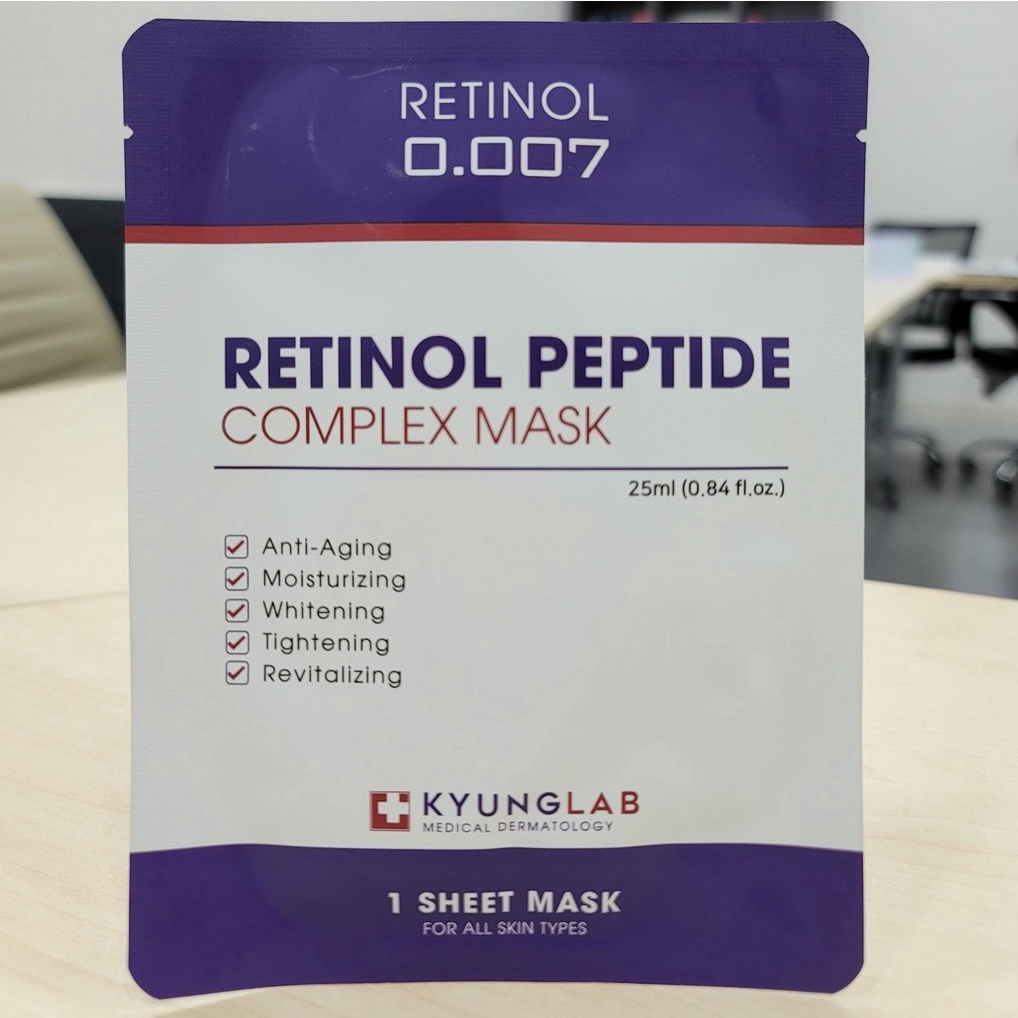 RETINOL
0.007
RETINOL PEPTIDE
COMPLEX MASK
25ml (0.84 fl.oz.)
Anti-Aging
Moisturizing
Whitening
Tightening
Revitalizing
KYUNGLAB
MEDICAL DERMATOLOGY
1 SHEET MASK
FOR ALL SKIN TYPES